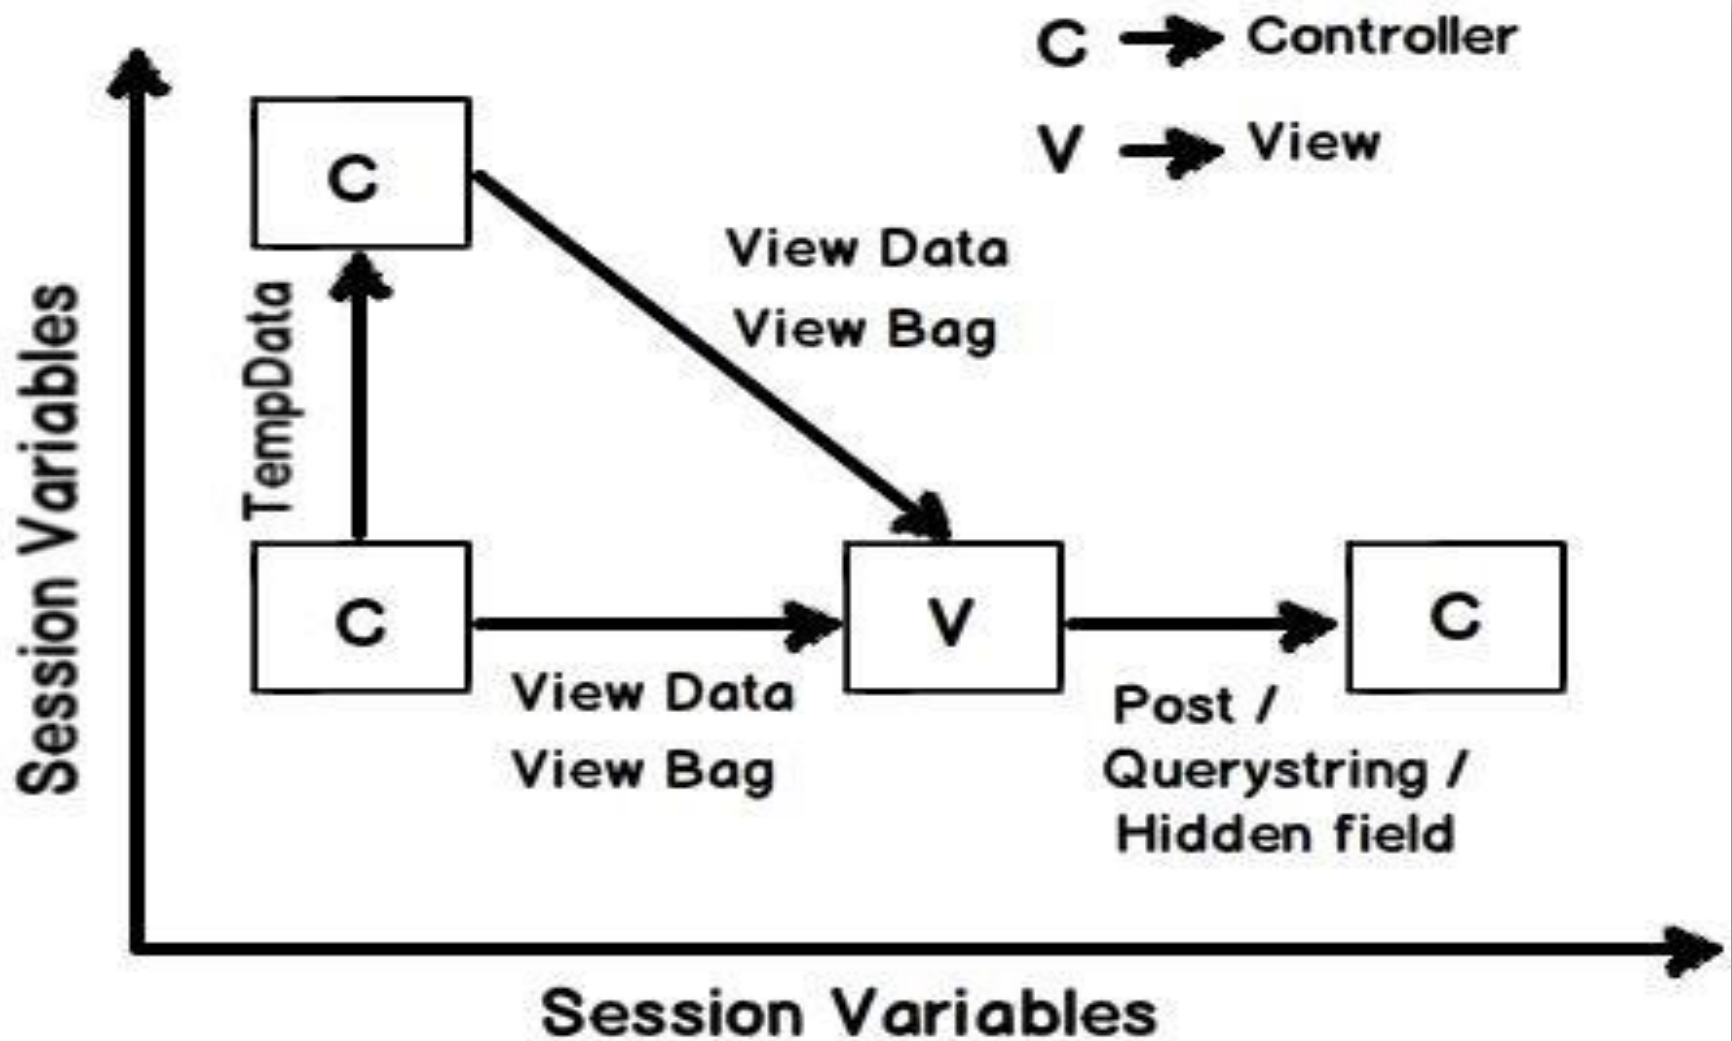 C → Controller
V → View
C
View Data
View Bag
TempData
Session Variables
C
V
C
View Data
View Bag
Post /
Querystring /
Hidden field
Session Variables